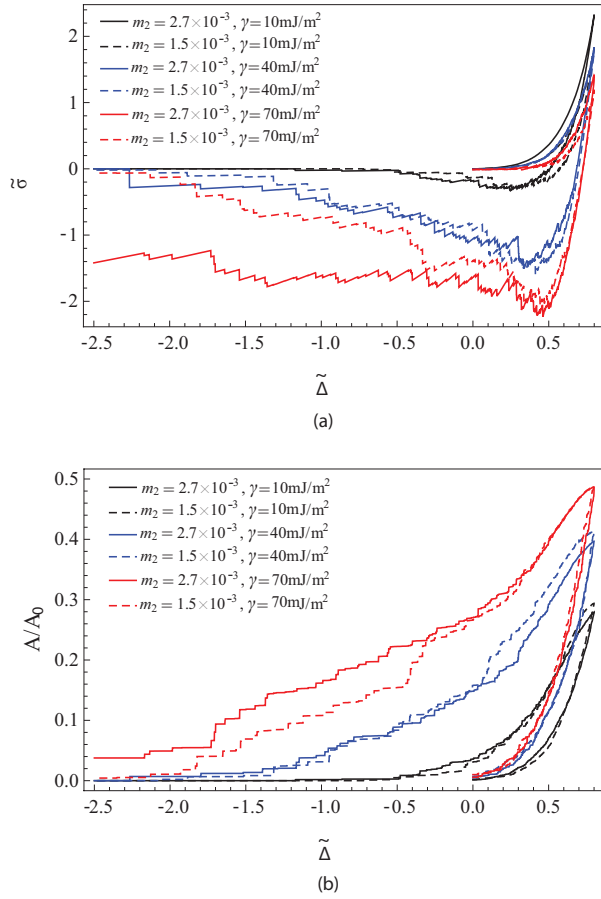 2
1
0
-1
-2
σ̃
m₂ = 2.7×10⁻³, γ=10mJ/m²
m₂ = 1.5×10⁻³, γ=10mJ/m²
m₂ = 2.7×10⁻³, γ=40mJ/m²
m₂ = 1.5×10⁻³, γ=40mJ/m²
m₂ = 2.7×10⁻³, γ=70mJ/m²
m₂ = 1.5×10⁻³, γ=70mJ/m²
-2.5 -2.0 -1.5 -1.0 -0.5 0.0 0.5
Δ̃
(a)
0.5
0.4
0.3
0.2
0.1
0.0
A/A₀
m₂ = 2.7×10⁻³, γ=10mJ/m²
m₂ = 1.5×10⁻³, γ=10mJ/m²
m₂ = 2.7×10⁻³, γ=40mJ/m²
m₂ = 1.5×10⁻³, γ=40mJ/m²
m₂ = 2.7×10⁻³, γ=70mJ/m²
m₂ = 1.5×10⁻³, γ=70mJ/m²
-2.5 -2.0 -1.5 -1.0 -0.5 0.0 0.5
Δ̃
(b)